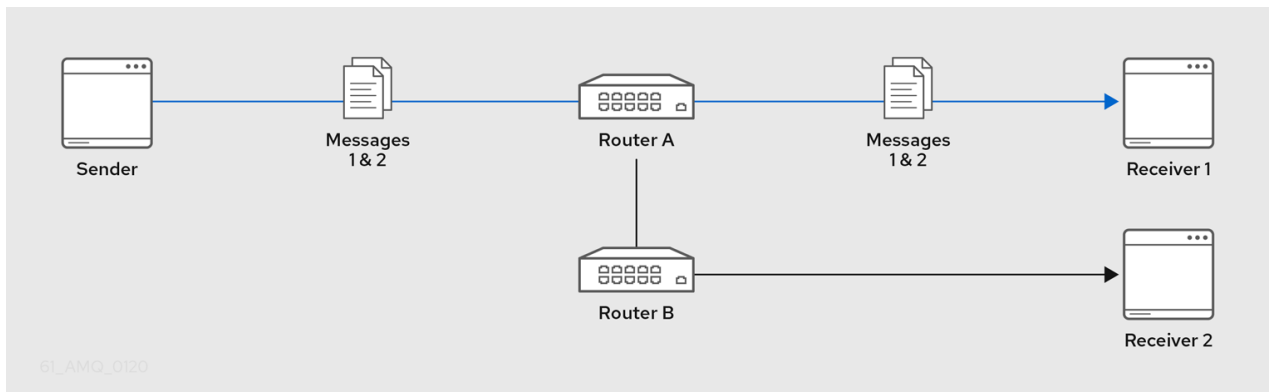 Messages
1 & 2
Router A
Messages
1 & 2
Sender
Receiver 1
Router B
Receiver 2
61_AMQ_0120